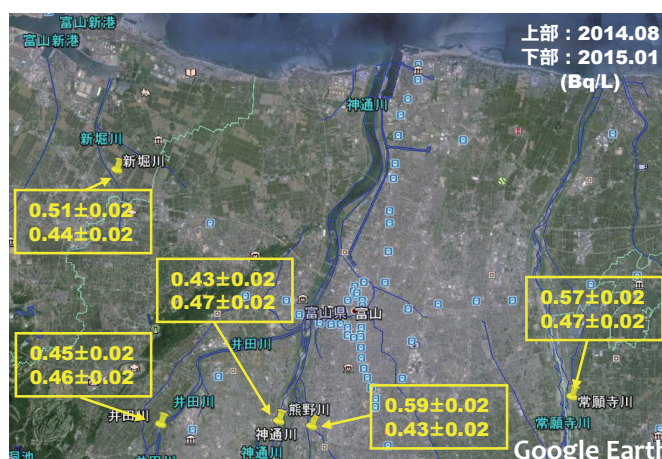 富山新港
富山新港
上部：2014.08
下部：2015.01
(Bq/L)
神通川
新堀川
新堀川
0.51±0.02
0.44±0.02
0.43±0.02
0.47±0.02
0.57±0.02
0.47±0.02
富山県
富山
井田川
0.45±0.02
0.46±0.02
井田川
井田川
熊野川
神通川
0.59±0.02
0.43±0.02
常願寺川
常願寺川
井田川
神通川
Google Earth